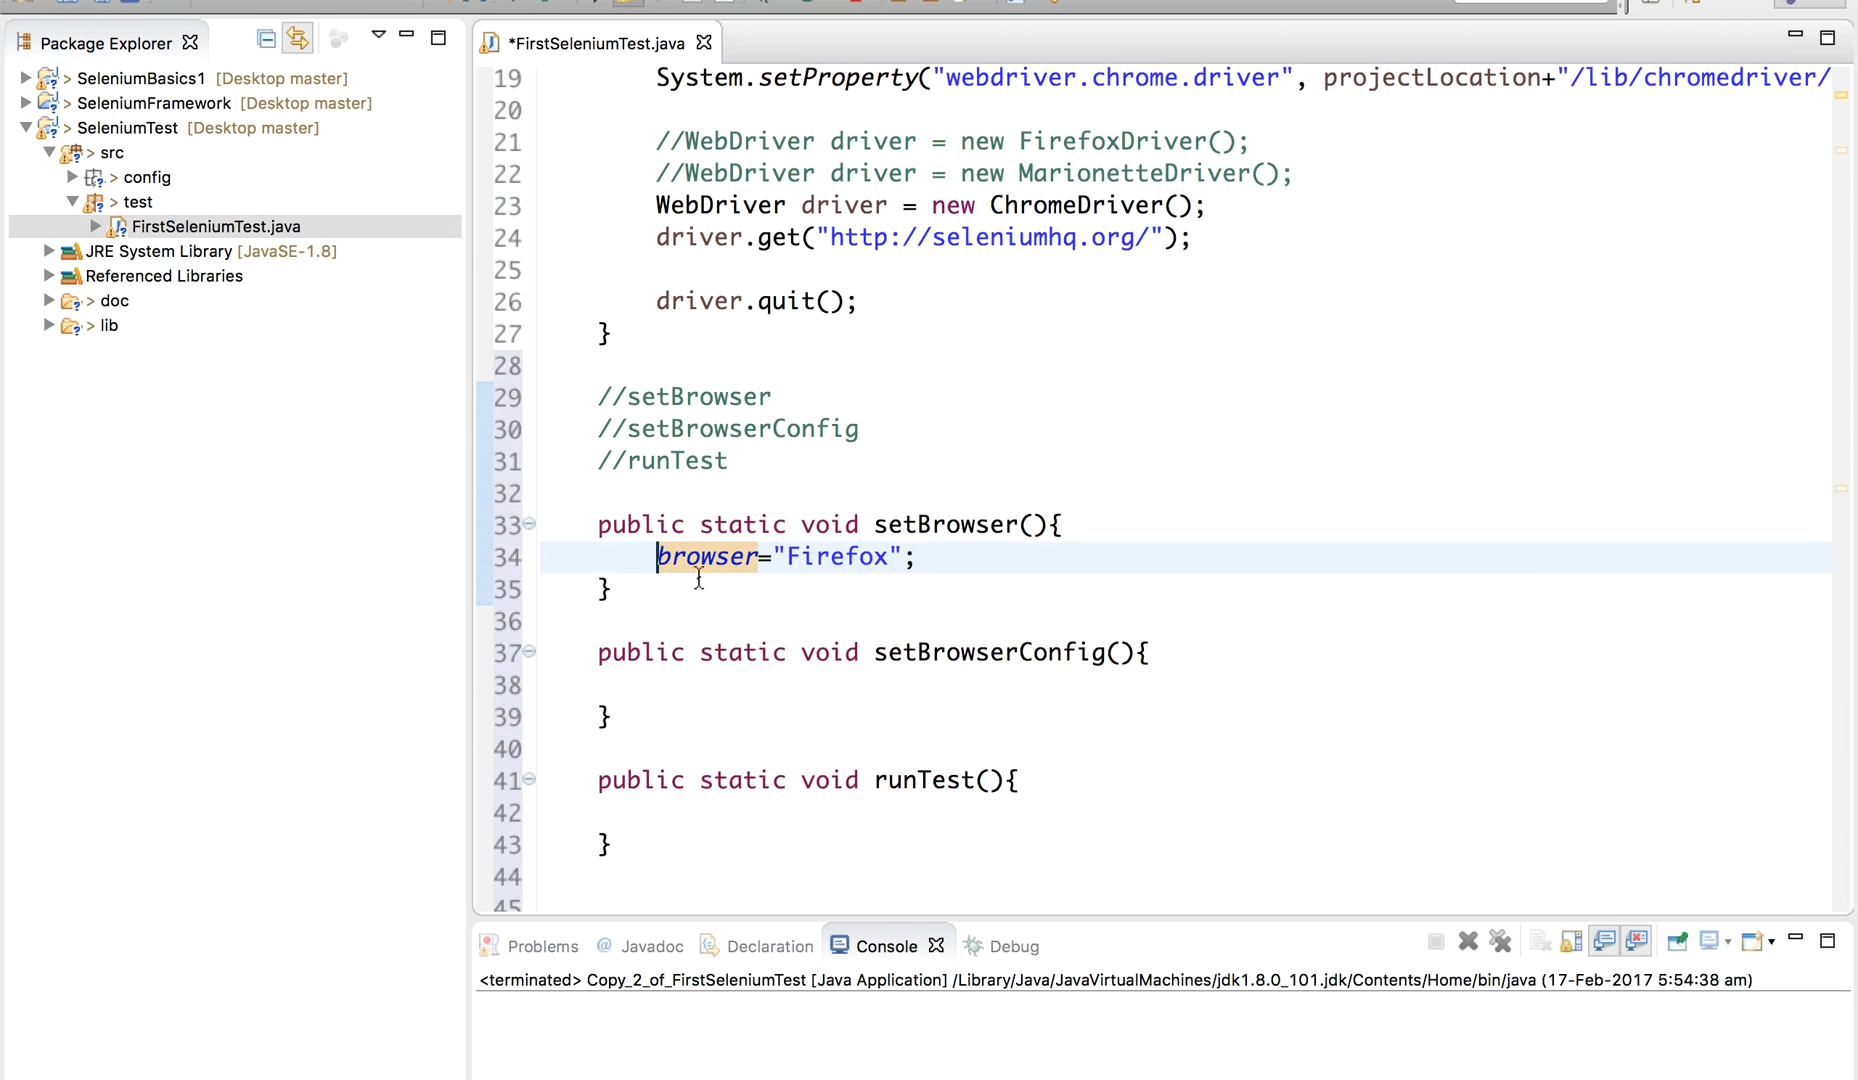 Package Explorer
> SeleniumBasics1 [Desktop master]
> SeleniumFramework [Desktop master]
> SeleniumTest [Desktop master]
> src
> config
> test
FirstSeleniumTest.java
JRE System Library [JavaSE-1.8]
Referenced Libraries
> doc
> lib
*FirstSeleniumTest.java
19 System.setProperty("webdriver.chrome.driver", projectLocation+"/lib/chromedriver/
20
21 //WebDriver driver = new FirefoxDriver();
22 //WebDriver driver = new MarionetteDriver();
23 WebDriver driver = new ChromeDriver();
24 driver.get("http://seleniumhq.org/");
25
26 driver.quit();
27 }
28
29 //setBrowser
30 //setBrowserConfig
31 //runTest
32
33 public static void setBrowser(){
34 browser="Firefox";
35 }
36
37 public static void setBrowserConfig(){
38
39 }
40
41 public static void runTest(){
42
43 }
44
45
Problems @ Javadoc Declaration Console Debug
<terminated> Copy_2_of_FirstSeleniumTest [Java Application] /Library/Java/JavaVirtualMachines/jdk1.8.0_101.jdk/Contents/Home/bin/java (17-Feb-2017 5:54:38 am)